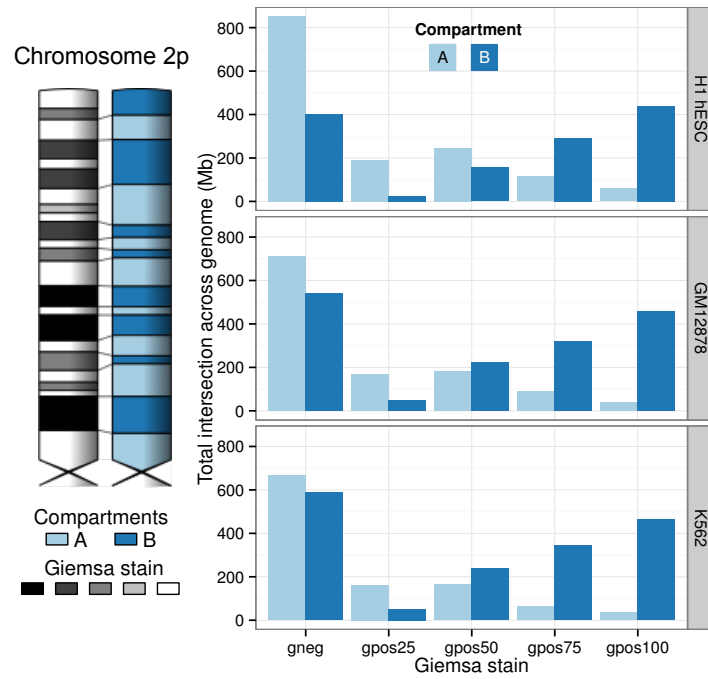 Chromosome 2p
Compartments
A B
Giemsa stain
Total intersection across genome (Mb)
Compartment
A B
800
600
400
200
0
H1 hESC
800
600
400
200
0
GM12878
800
600
400
200
0
K562
gneg gpos25 gpos50 gpos75 gpos100
Giemsa stain